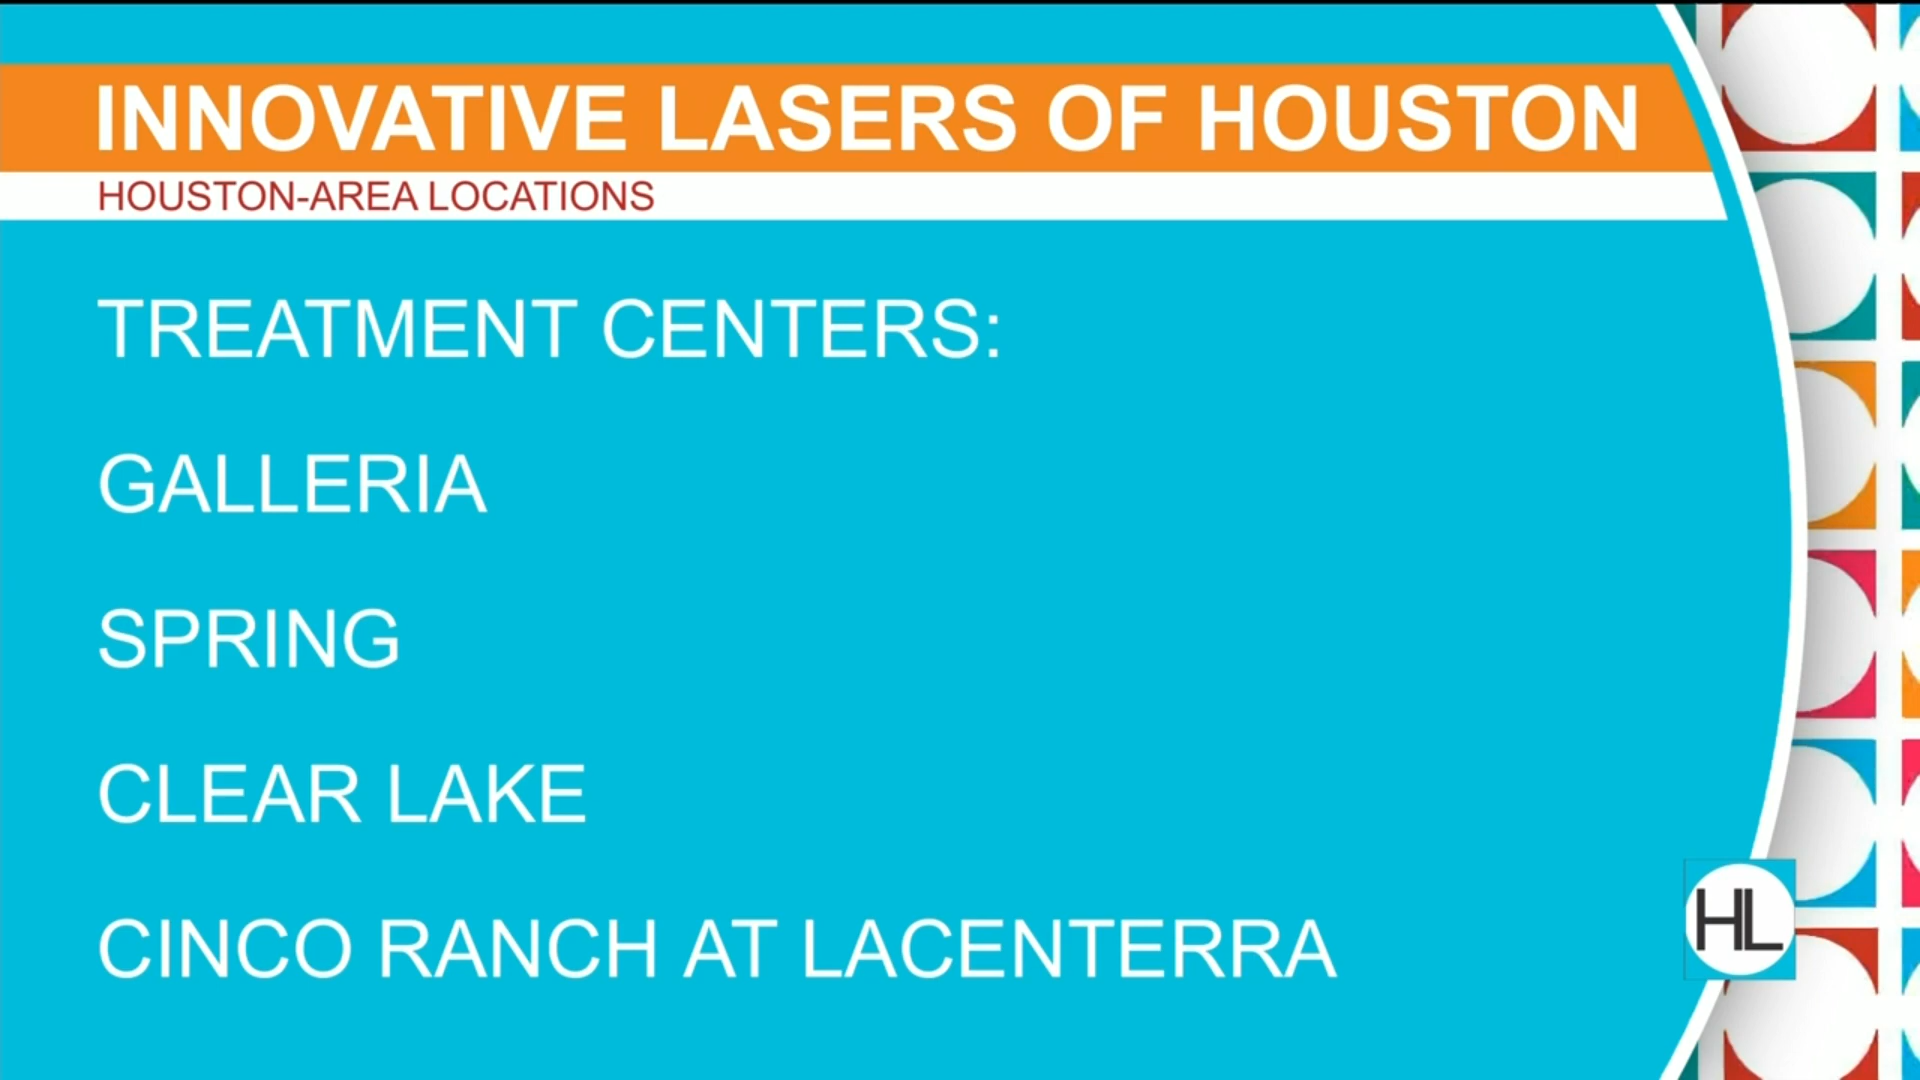 INNOVATIVE LASERS OF HOUSTON
HOUSTON-AREA LOCATIONS
TREATMENT CENTERS:
GALLERIA
SPRING
CLEAR LAKE
CINCO RANCH AT LACENTERRA
HL